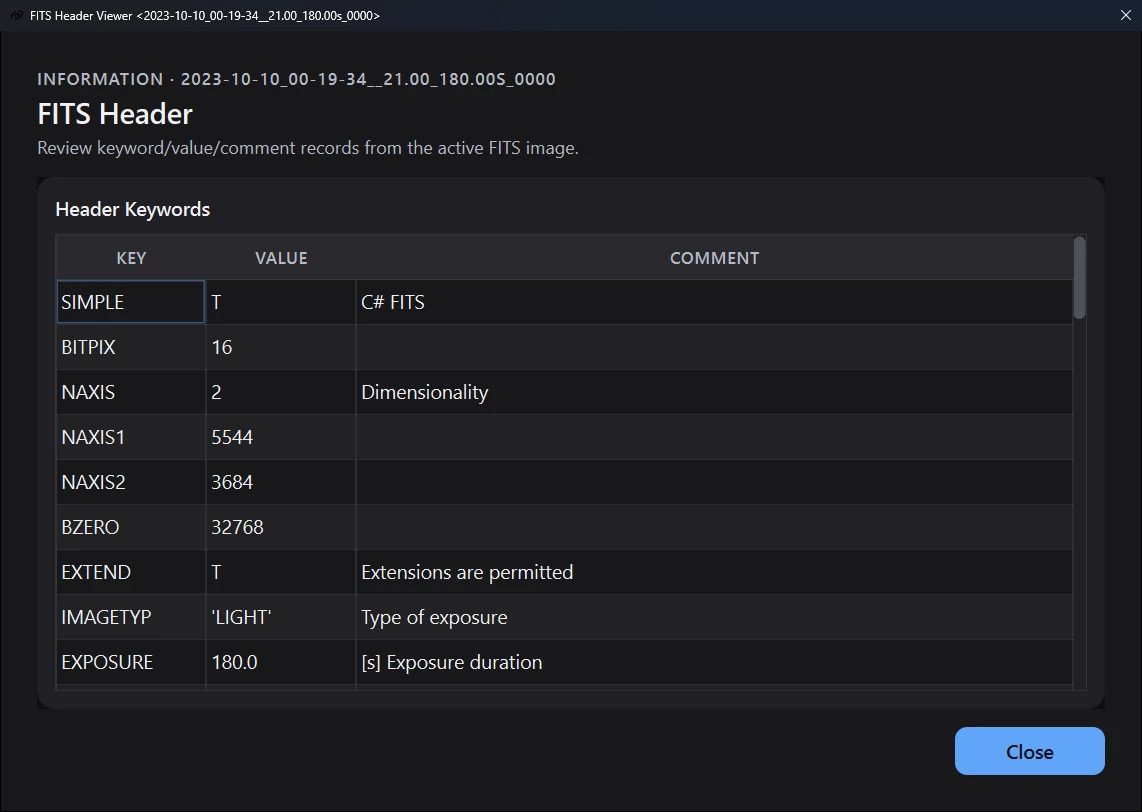 FITS Header Viewer <2023-10-10_00-19-34__21.00_180.00s_0000>
INFORMATION · 2023-10-10_00-19-34__21.00_180.00S_0000
FITS Header
Review keyword/value/comment records from the active FITS image.
Header Keywords
KEY VALUE COMMENT
SIMPLE T C# FITS
BITPIX 16
NAXIS 2 Dimensionality
NAXIS1 5544
NAXIS2 3684
BZERO 32768
EXTEND T Extensions are permitted
IMAGETYP 'LIGHT' Type of exposure
EXPOSURE 180.0 [s] Exposure duration
Close